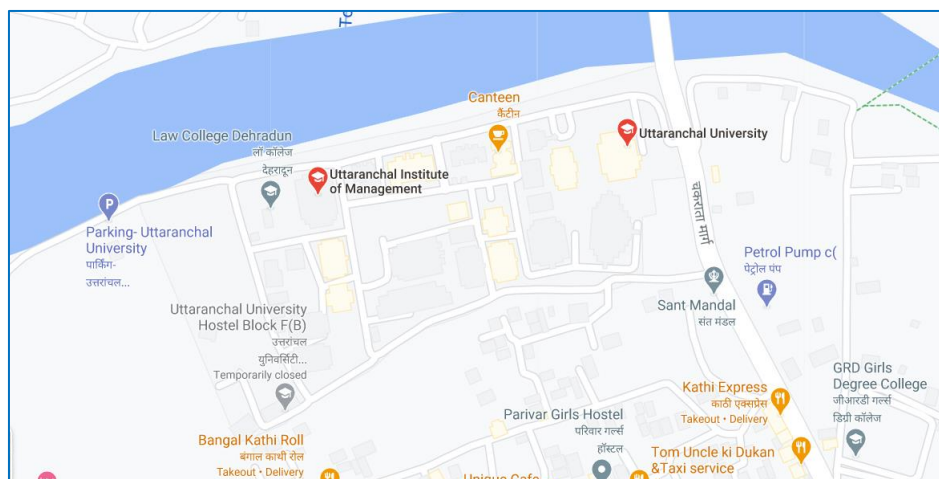 Canteen
कैंटीन
Uttaranchal University
Law College Dehradun
लॉ कॉलेज
देहरादून
Uttaranchal Institute
of Management
चकराता मार्ग
P
Parking- Uttaranchal
University
पार्किंग-
उत्तरांचल...
Petrol Pump c(
पेट्रोल पंप
Sant Mandal
संत मंडल
Uttaranchal University
Hostel Block F(B)
उत्तरांचल
युनिवर्सिटी...
Temporarily closed
GRD Girls
Degree College
जीआरडी गर्ल्स
डिग्री कॉलेज
Kathi Express
काठी एक्सप्रेस
Takeout • Delivery
Parivar Girls Hostel
परिवार गर्ल्स
हॉस्टल
Bangal Kathi Roll
बंगाल काथी रोल
Takeout • Delivery
Tom Uncle ki Dukan
&Taxi service
Unique Cafe